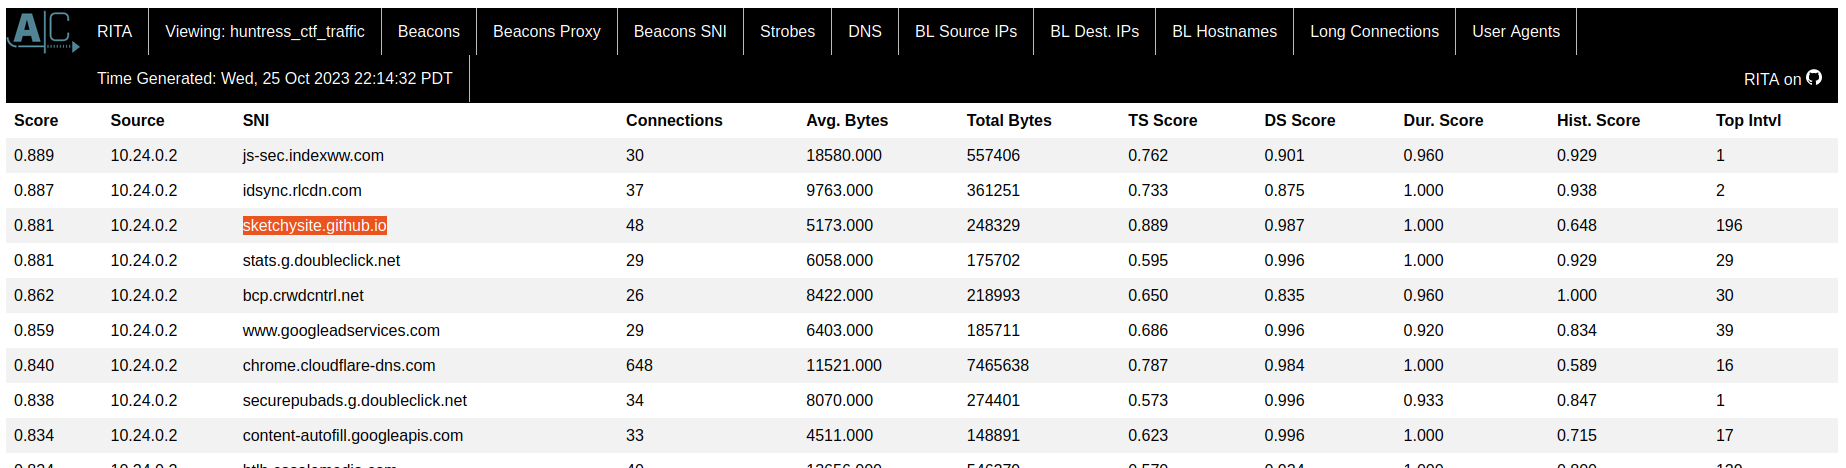 A|C RITA Viewing: huntress_ctf_traffic Beacons Beacons Proxy Beacons SNI Strobes DNS BL Source IPs BL Dest. IPs BL Hostnames Long Connections User Agents
Time Generated: Wed, 25 Oct 2023 22:14:32 PDT RITA on
Score Source SNI Connections Avg. Bytes Total Bytes TS Score DS Score Dur. Score Hist. Score Top Intvl
0.889 10.24.0.2 js-sec.indexww.com 30 18580.000 557406 0.762 0.901 0.960 0.929 1
0.887 10.24.0.2 idsync.rlcdn.com 37 9763.000 361251 0.733 0.875 1.000 0.938 2
0.881 10.24.0.2 sketchysite.github.io 48 5173.000 248329 0.889 0.987 1.000 0.648 196
0.881 10.24.0.2 stats.g.doubleclick.net 29 6058.000 175702 0.595 0.996 1.000 0.929 29
0.862 10.24.0.2 bcp.crwdcntrl.net 26 8422.000 218993 0.650 0.835 0.960 1.000 30
0.859 10.24.0.2 www.googleadservices.com 29 6403.000 185711 0.686 0.996 0.920 0.834 39
0.840 10.24.0.2 chrome.cloudflare-dns.com 648 11521.000 7465638 0.787 0.984 1.000 0.589 16
0.838 10.24.0.2 securepubads.g.doubleclick.net 34 8070.000 274401 0.573 0.996 0.933 0.847 1
0.834 10.24.0.2 content-autofill.googleapis.com 33 4511.000 148891 0.623 0.996 1.000 0.715 17